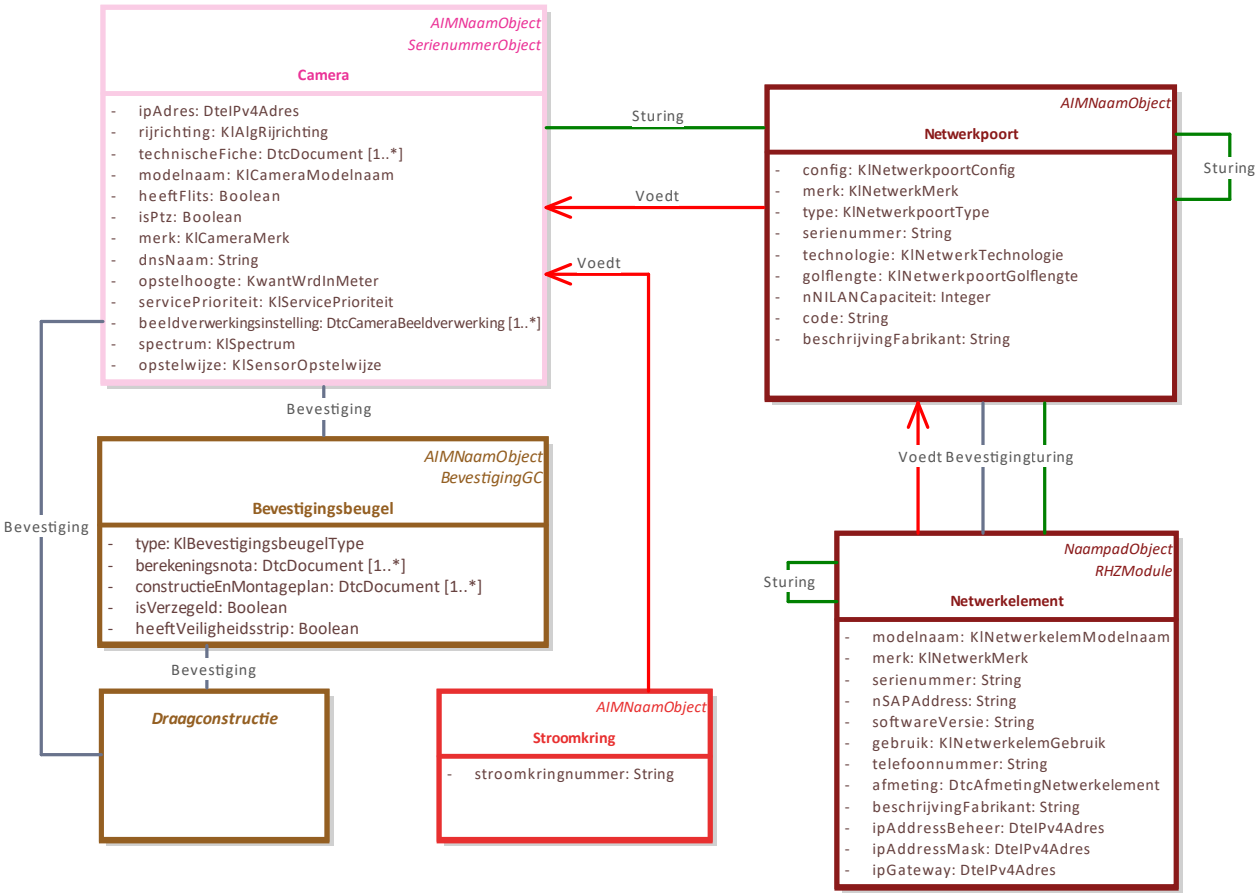 AIMNaamObject
SerienummerObject
Camera
- ipAdres: DteIPv4Adres
- rijrichting: KlAlgRijrichting
- technischeFiche: DtcDocument [1..*]
- modelnaam: KlCameraModelnaam
- heeftFlits: Boolean
- isPtz: Boolean
- merk: KlCameraMerk
- dnsNaam: String
- opstelhoogte: KwantWrdInMeter
- servicePrioriteit: KlServicePrioriteit
- beeldverwerkingsinstelling: DtcCameraBeeldverwerking [1..*]
- spectrum: KlSpectrum
- opstelwijze: KlSensorOpstelwijze
Sturing
Voedt
Voedt
AIMNaamObject
Netwerkpoort
- config: KlNetwerkpoortConfig
- merk: KlNetwerkMerk
- type: KlNetwerkpoortType
- serienummer: String
- technologie: KlNetwerkTechnologie
- golflengte: KlNetwerkpoortGolflengte
- nNILANCapaciteit: Integer
- code: String
- beschrijvingFabrikant: String
Sturing
Bevestiging
AIMNaamObject
BevestigingGC
Bevestigingsbeugel
- type: KlBevestigingsbeugelType
- berekeningsnota: DtcDocument [1..*]
- constructieEnMontageplan: DtcDocument [1..*]
- isVerzegeld: Boolean
- heeftVeiligheidsstrip: Boolean
Bevestiging
Bevestiging
Draagconstructie
AIMNaamObject
Stroomkring
- stroomkringnummer: String
Voedt Bevestiging turing
Sturing
NaampadObject
RHZModule
Netwerkelement
- modelnaam: KlNetwerkelemModelnaam
- merk: KlNetwerkMerk
- serienummer: String
- nSAPAddress: String
- softwareVersie: String
- gebruik: KlNetwerkelemGebruik
- telefoonnummer: String
- afmeting: DtcAfmetingNetwerkelement
- beschrijvingFabrikant: String
- ipAddressBeheer: DteIPv4Adres
- ipAddressMask: DteIPv4Adres
- ipGateway: DteIPv4Adres